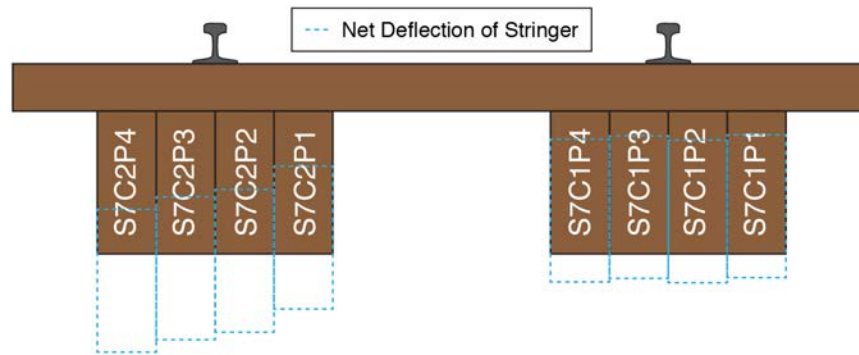 Net Deflection of Stringer
S7C2P4
S7C2P3
S7C2P2
S7C2P1
S7C1P4
S7C1P3
S7C1P2
S7C1P1